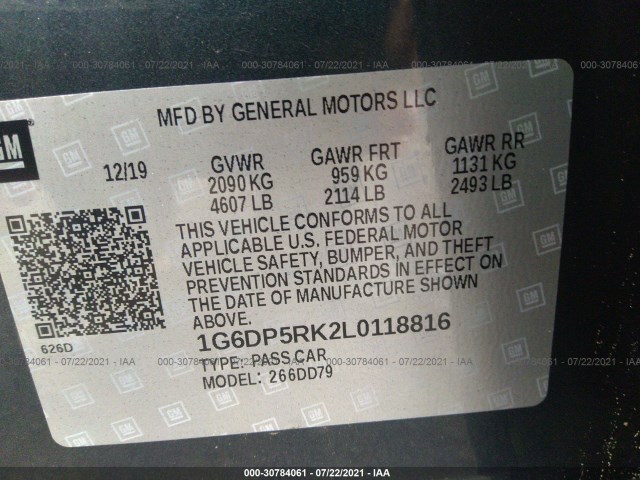 000-30784061 - 07/22/2021 - IAA
MFD BY GENERAL MOTORS LLC
GM
12/19
GVWR GAWR FRT GAWR RR
2090 KG 959 KG 1131 KG
4607 LB 2114 LB 2493 LB
THIS VEHICLE CONFORMS TO ALL
APPLICABLE U.S. FEDERAL MOTOR
VEHICLE SAFETY, BUMPER, AND THEFT
PREVENTION STANDARDS IN EFFECT ON
THE DATE OF MANUFACTURE SHOWN
ABOVE.
626D
1G6DP5RK2L0118816
TYPE: PASS CAR
MODEL: 266DD79
000-30784061 - 07/22/2021 - IAA